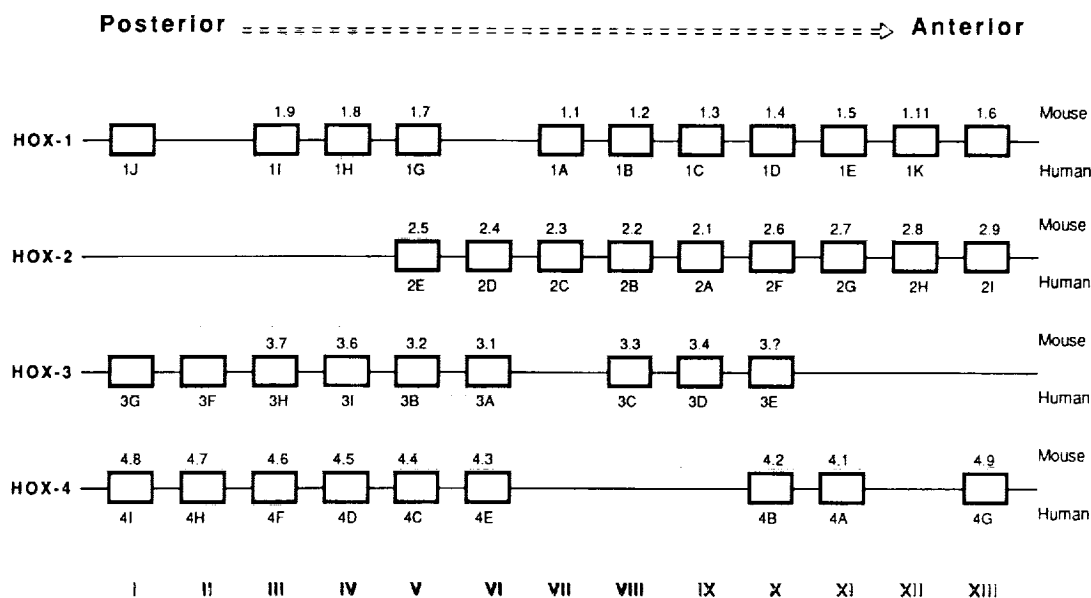 Posterior Anterior
1.9 1.8 1.7 1.1 1.2 1.3 1.4 1.5 1.11 1.6 Mouse
HOX-1
1J 1I 1H 1G 1A 1B 1C 1D 1E 1K Human
2.5 2.4 2.3 2.2 2.1 2.6 2.7 2.8 2.9 Mouse
HOX-2
2E 2D 2C 2B 2A 2F 2G 2H 2I Human
3.7 3.6 3.2 3.1 3.3 3.4 3.? Mouse
HOX-3
3G 3F 3H 3I 3B 3A 3C 3D 3E Human
4.8 4.7 4.6 4.5 4.4 4.3 4.2 4.1 4.9 Mouse
HOX-4
4I 4H 4F 4D 4C 4E 4B 4A 4G Human
I II III IV V VI VII VIII IX X XI XII XIII